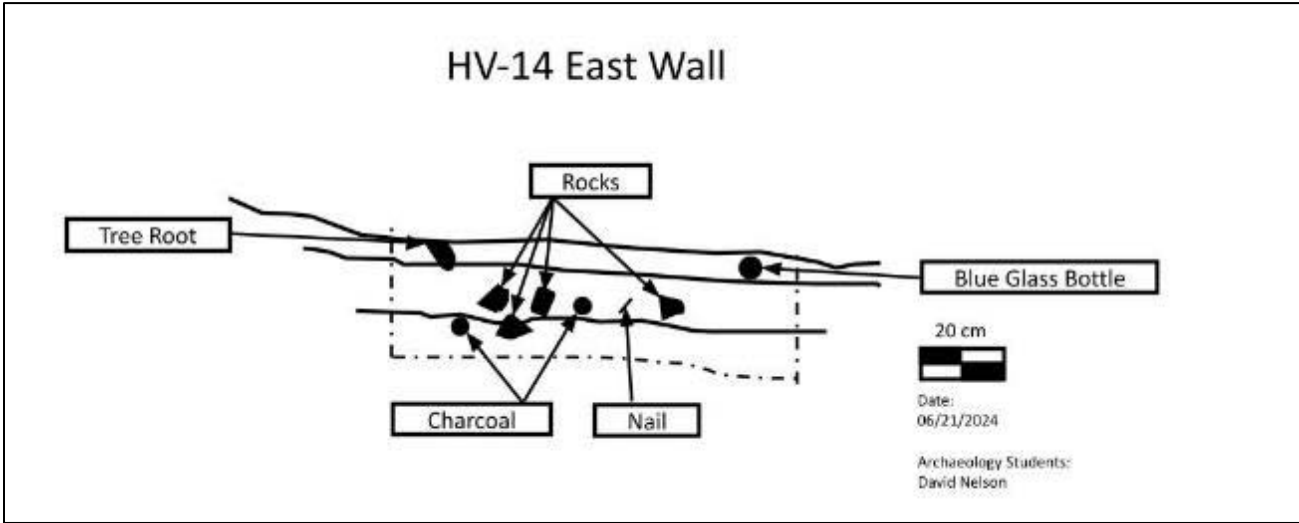 HV-14 East Wall
Rocks
Tree Root
Blue Glass Bottle
20 cm
Charcoal
Nail
Date:
06/21/2024
Archaeology Students:
David Nelson